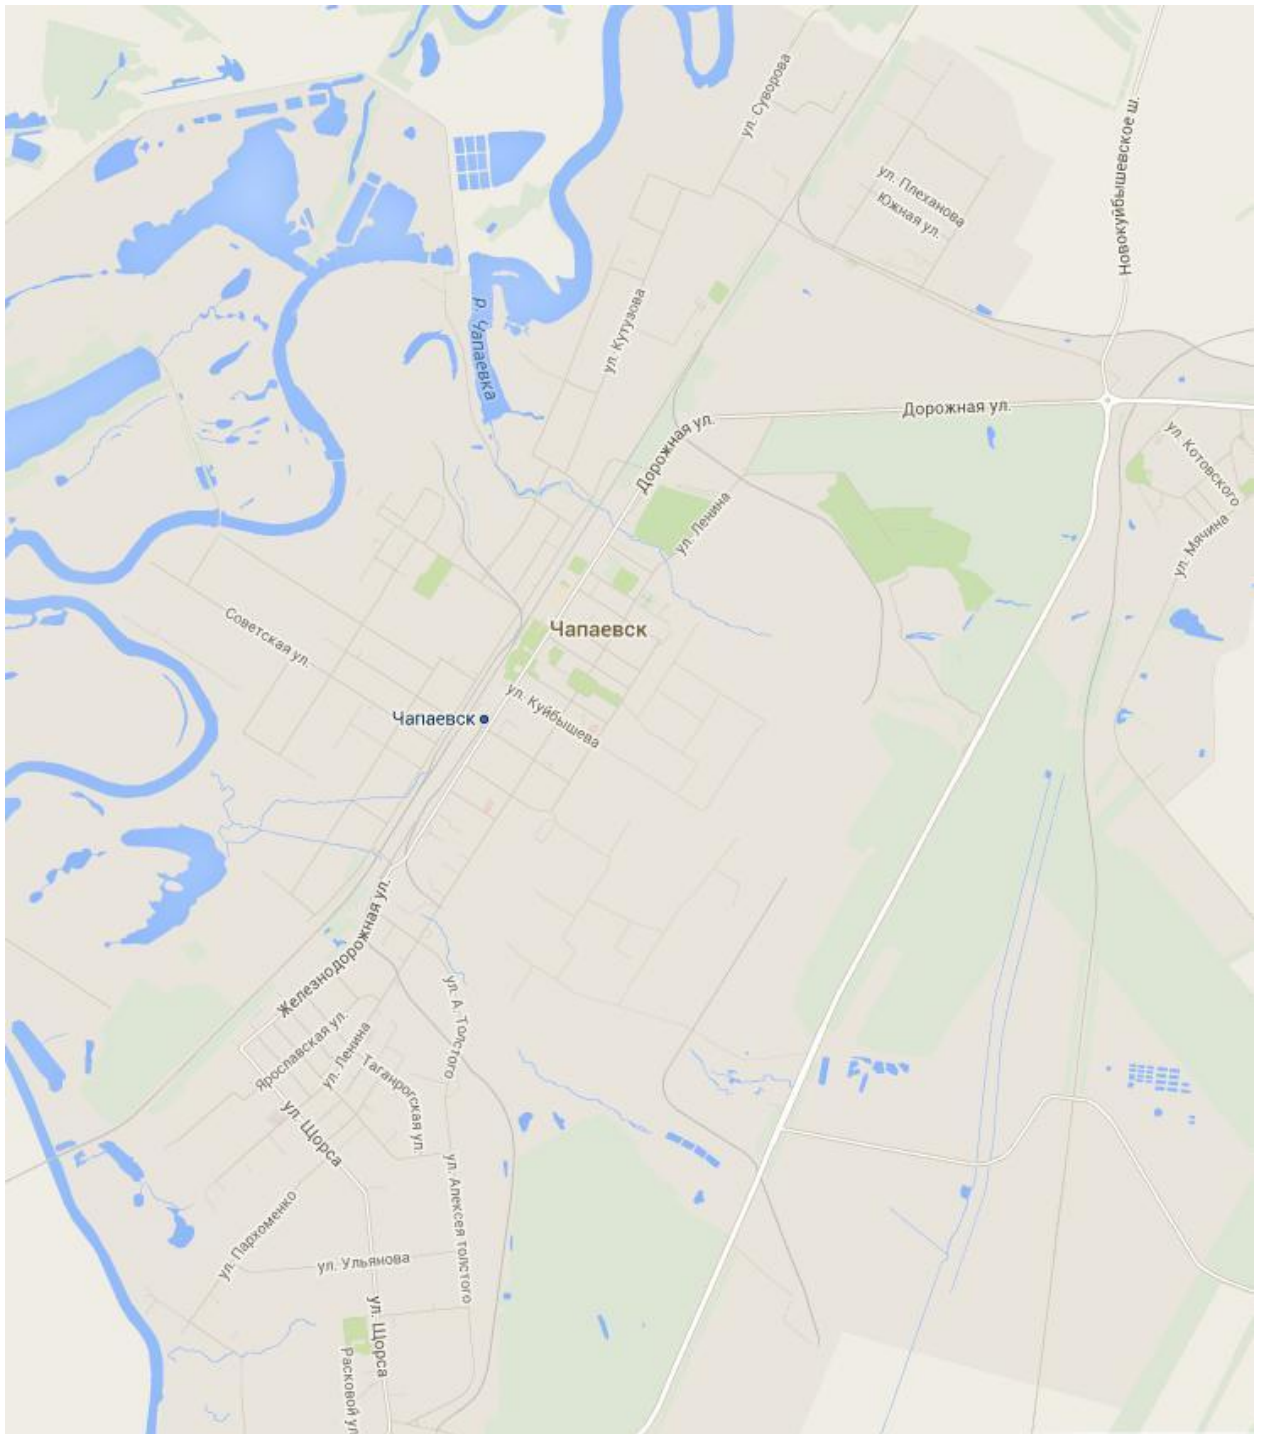 ул. Суворова
Новокуйбышевское ш.
ул. Плеханова
Южная ул.
р. Чапаевка
ул. Кутузова
Дорожная ул.
Дорожная ул.
ул. Котовского
ул. Ленина
ул. Мячина
Чапаевск
Советская ул.
ул. Куйбышева
Чапаевск
Железнодорожная ул.
ул. А. Толстого
Ярославская ул.
ул. Ленина
Таганрогская ул.
ул. Щорса
ул. Алексея толстого
ул. Пархоменко
ул. Ульянова
ул. Щорса
Расковой ул